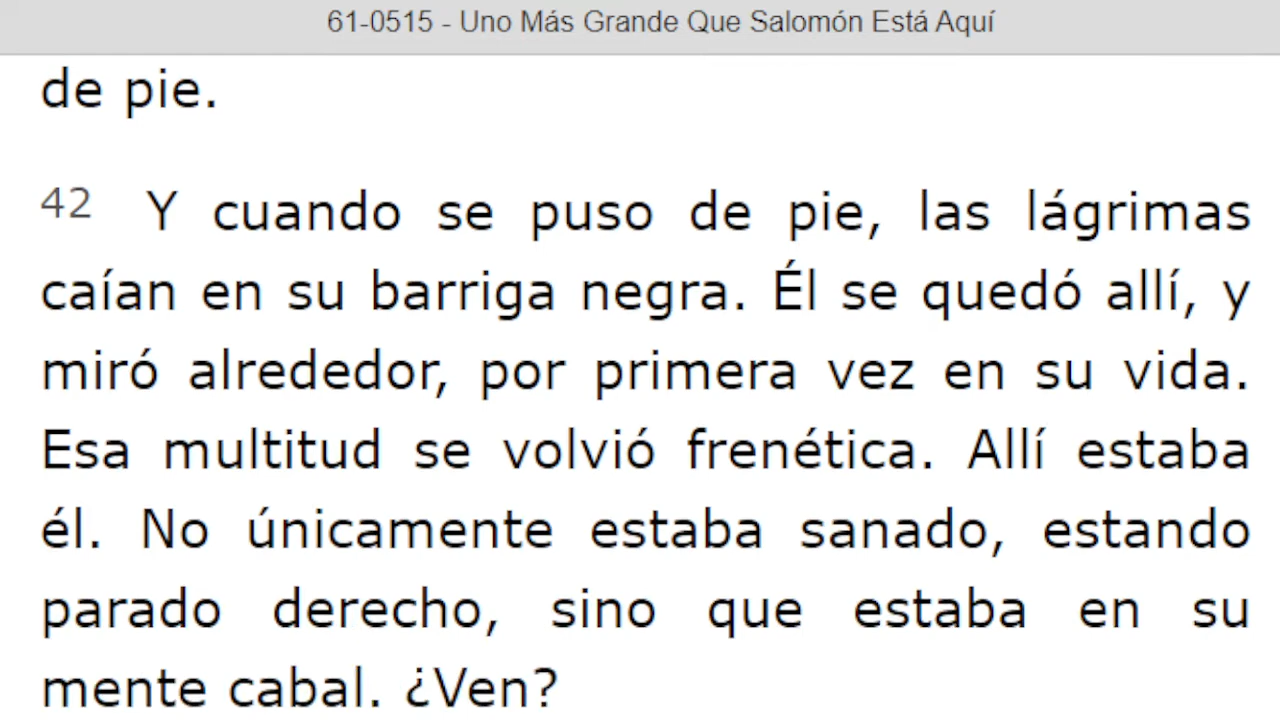 61-0515 - Uno Más Grande Que Salomón Está Aquí
de pie.
42 Y cuando se puso de pie, las lágrimas
caían en su barriga negra. Él se quedó allí, y
miró alrededor, por primera vez en su vida.
Esa multitud se volvió frenética. Allí estaba
él. No únicamente estaba sanado, estando
parado derecho, sino que estaba en su
mente cabal. ¿Ven?